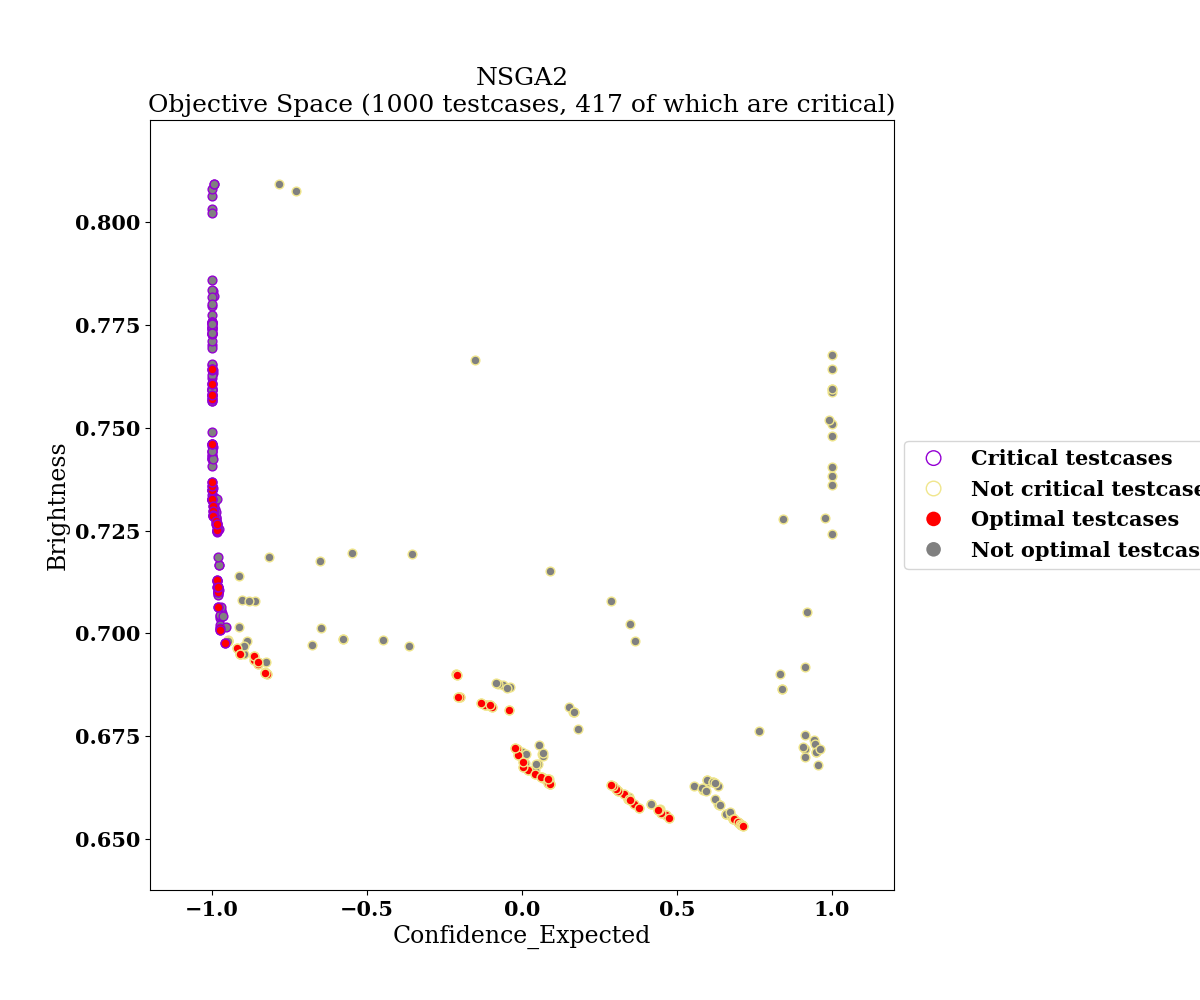 NSGA2
Objective Space (1000 testcases, 417 of which are critical)
0.800
0.775
0.750
0.725
0.700
0.675
0.650
Brightness
−1.0
−0.5
0.0
0.5
1.0
Confidence_Expected
Critical testcases
Not critical testcase
Optimal testcases
Not optimal testcas